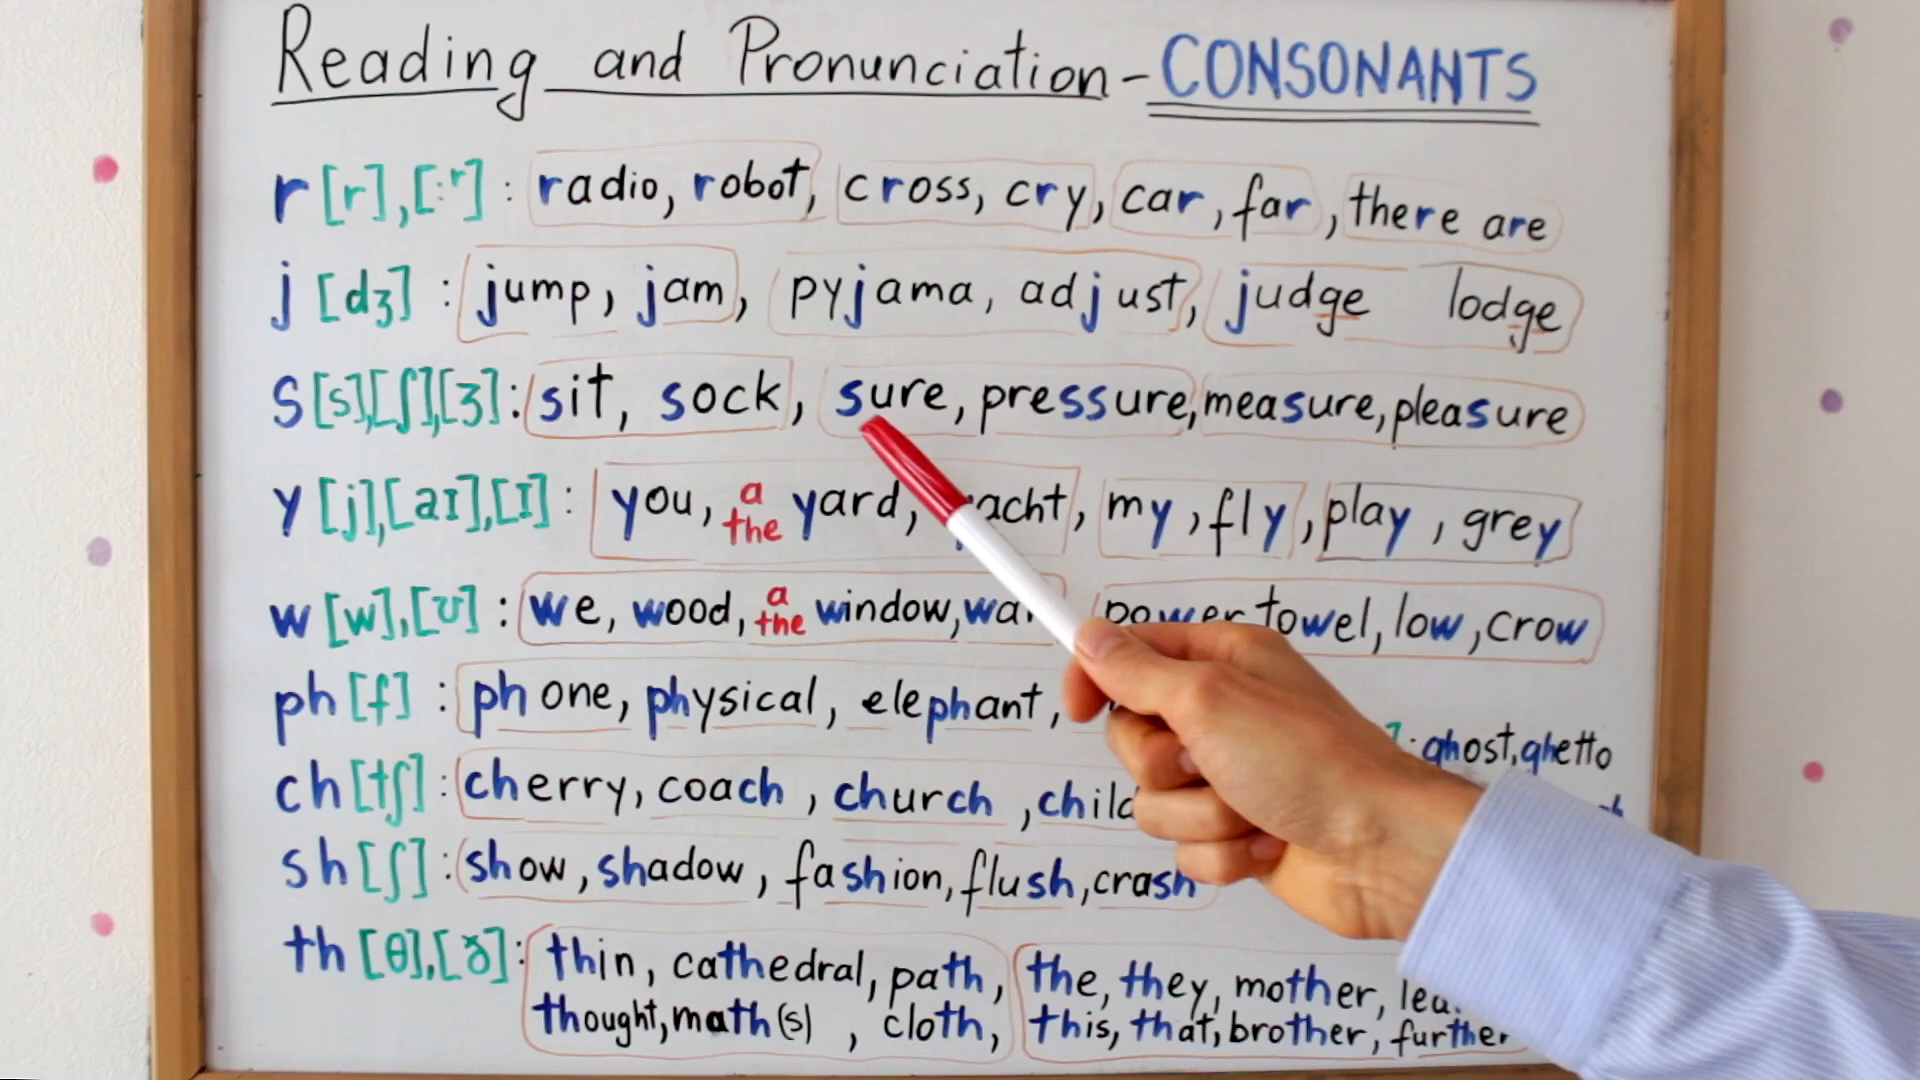 Reading and Pronunciation - CONSONANTS
r [r],[:ʳ] : radio, robot, cross, cry, car, far, there are
j [dʒ] : jump, jam, pyjama, adjust, judge lodge
s [s],[ʃ],[ʒ] : sit, sock, sure, pressure, measure, pleasure
y [j],[aɪ],[ɪ] : you, a the yard, my, fly, play, grey
w [w],[ʊ] : we, wood, a the window, power towel, low, crow
ph [f] : phone, physical, elephant,
: ghost, ghetto
ch [tʃ] : cherry, coach, church, child
sh [ʃ] : show, shadow, fashion, flush, crash
th [θ],[ð] : thin, cathedral, path, the, they, mother,
thought, math(s), cloth, this, that, brother, further